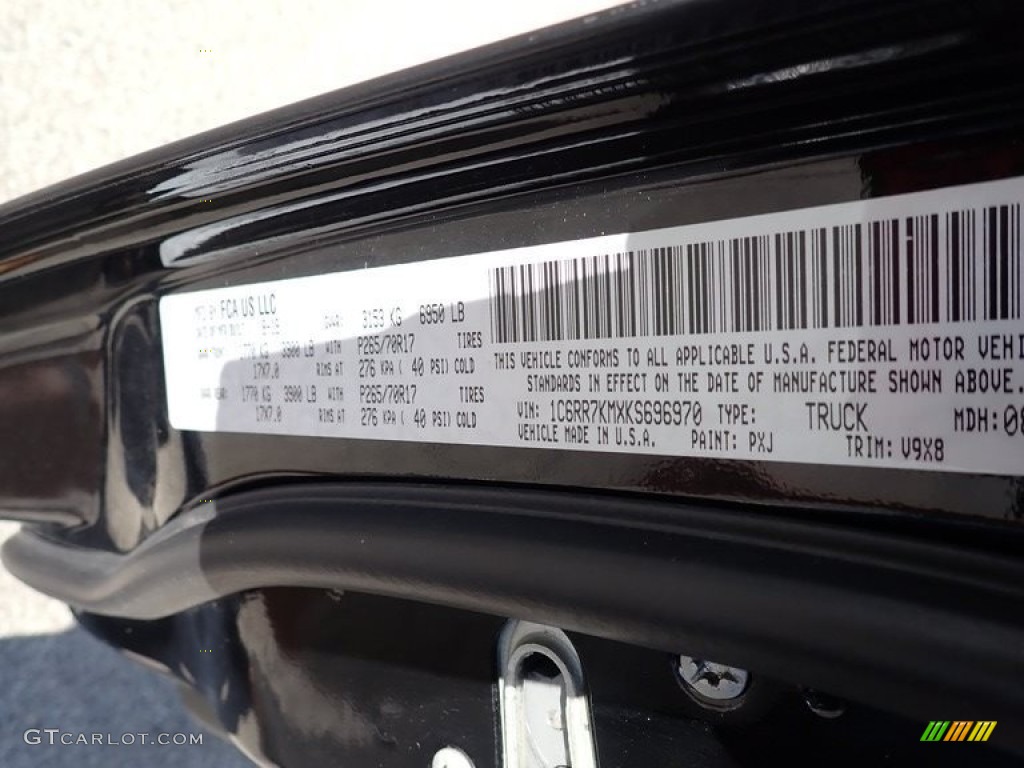 MFD BY FCA US LLC
GVWR: 3153 KG 6950 LB
1770 KG 3900 LB WITH P265/70R17 TIRES
17X7.0 RIMS AT 276 KPA ( 40 PSI) COLD
1770 KG 3900 LB WITH P265/70R17 TIRES
17X7.0 RIMS AT 276 KPA ( 40 PSI) COLD
THIS VEHICLE CONFORMS TO ALL APPLICABLE U.S.A. FEDERAL MOTOR VEHI
STANDARDS IN EFFECT ON THE DATE OF MANUFACTURE SHOWN ABOVE.
VIN: 1C6RR7KMXKS696970 TYPE: TRUCK MDH: 08
VEHICLE MADE IN U.S.A. PAINT: PXJ TRIM: V9X8
GTCARLOT.COM